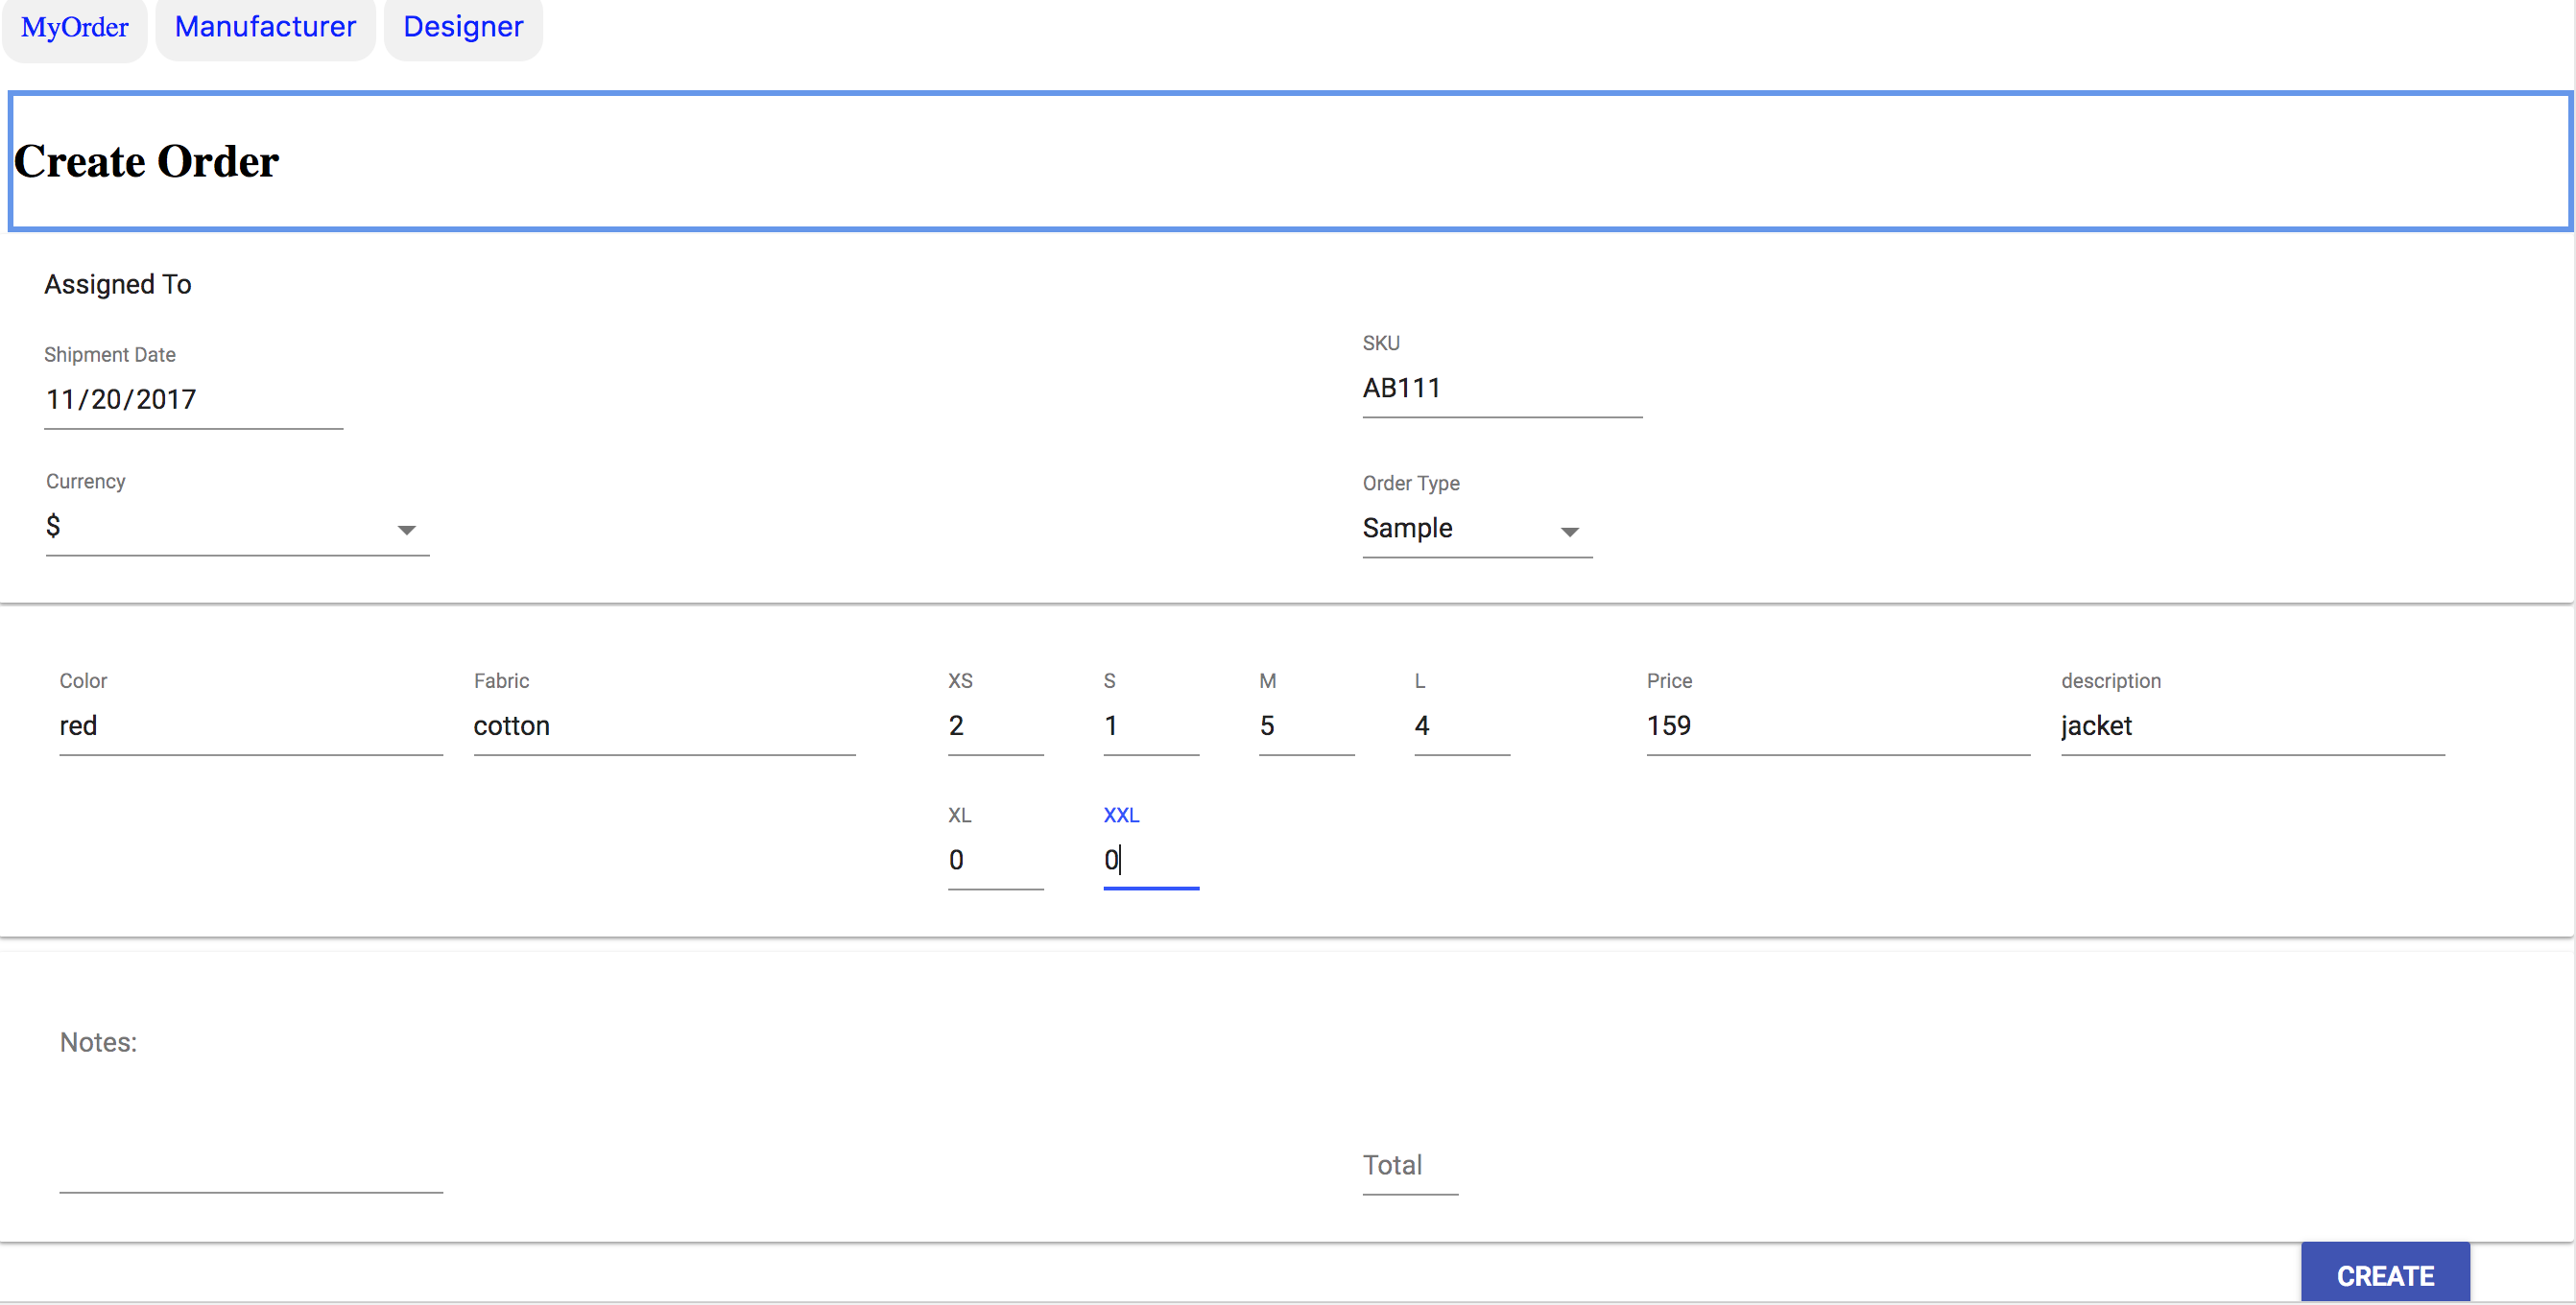 MyOrder Manufacturer Designer
Create Order
Assigned To
Shipment Date
11/20/2017
SKU
AB111
Currency
$
Order Type
Sample
Color Fabric XS S M L Price description
red cotton 2 1 5 4 159 jacket
XL XXL
0 0
Notes:
Total
CREATE